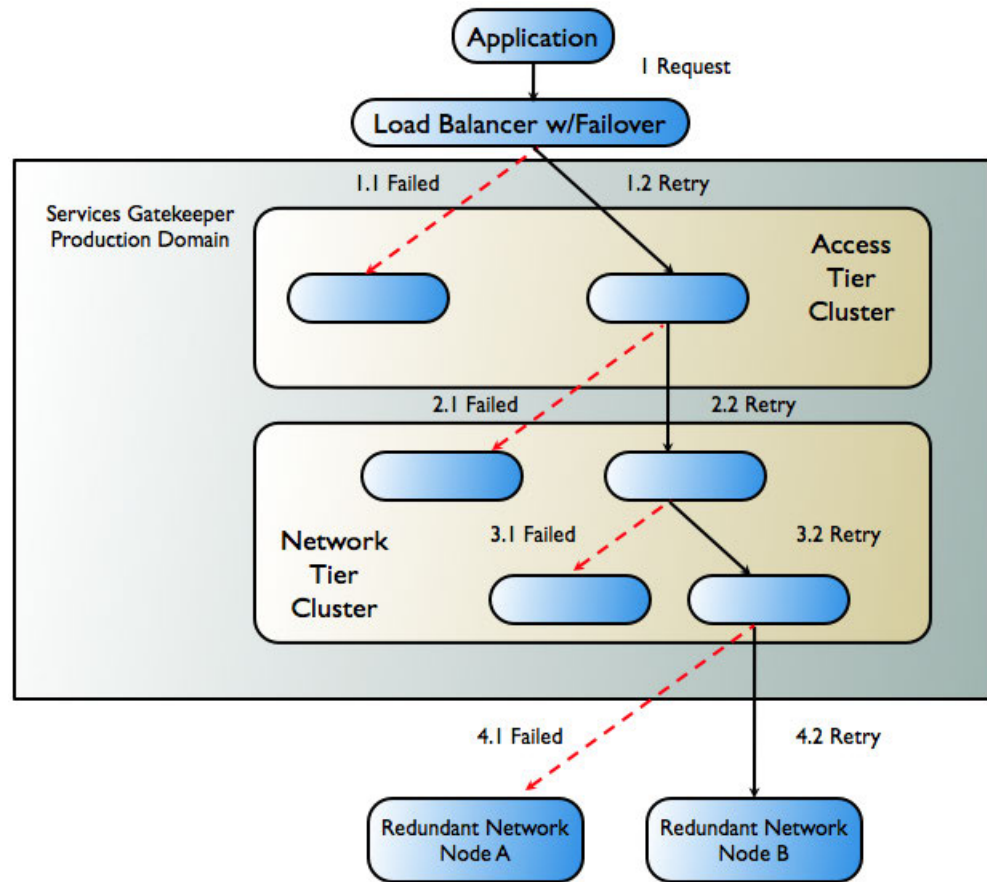 Application
1 Request
Load Balancer w/Failover
1.1 Failed
1.2 Retry
Services Gatekeeper
Production Domain
Access
Tier
Cluster
2.1 Failed
2.2 Retry
3.1 Failed
3.2 Retry
Network
Tier
Cluster
4.1 Failed
4.2 Retry
Redundant Network
Node A
Redundant Network
Node B